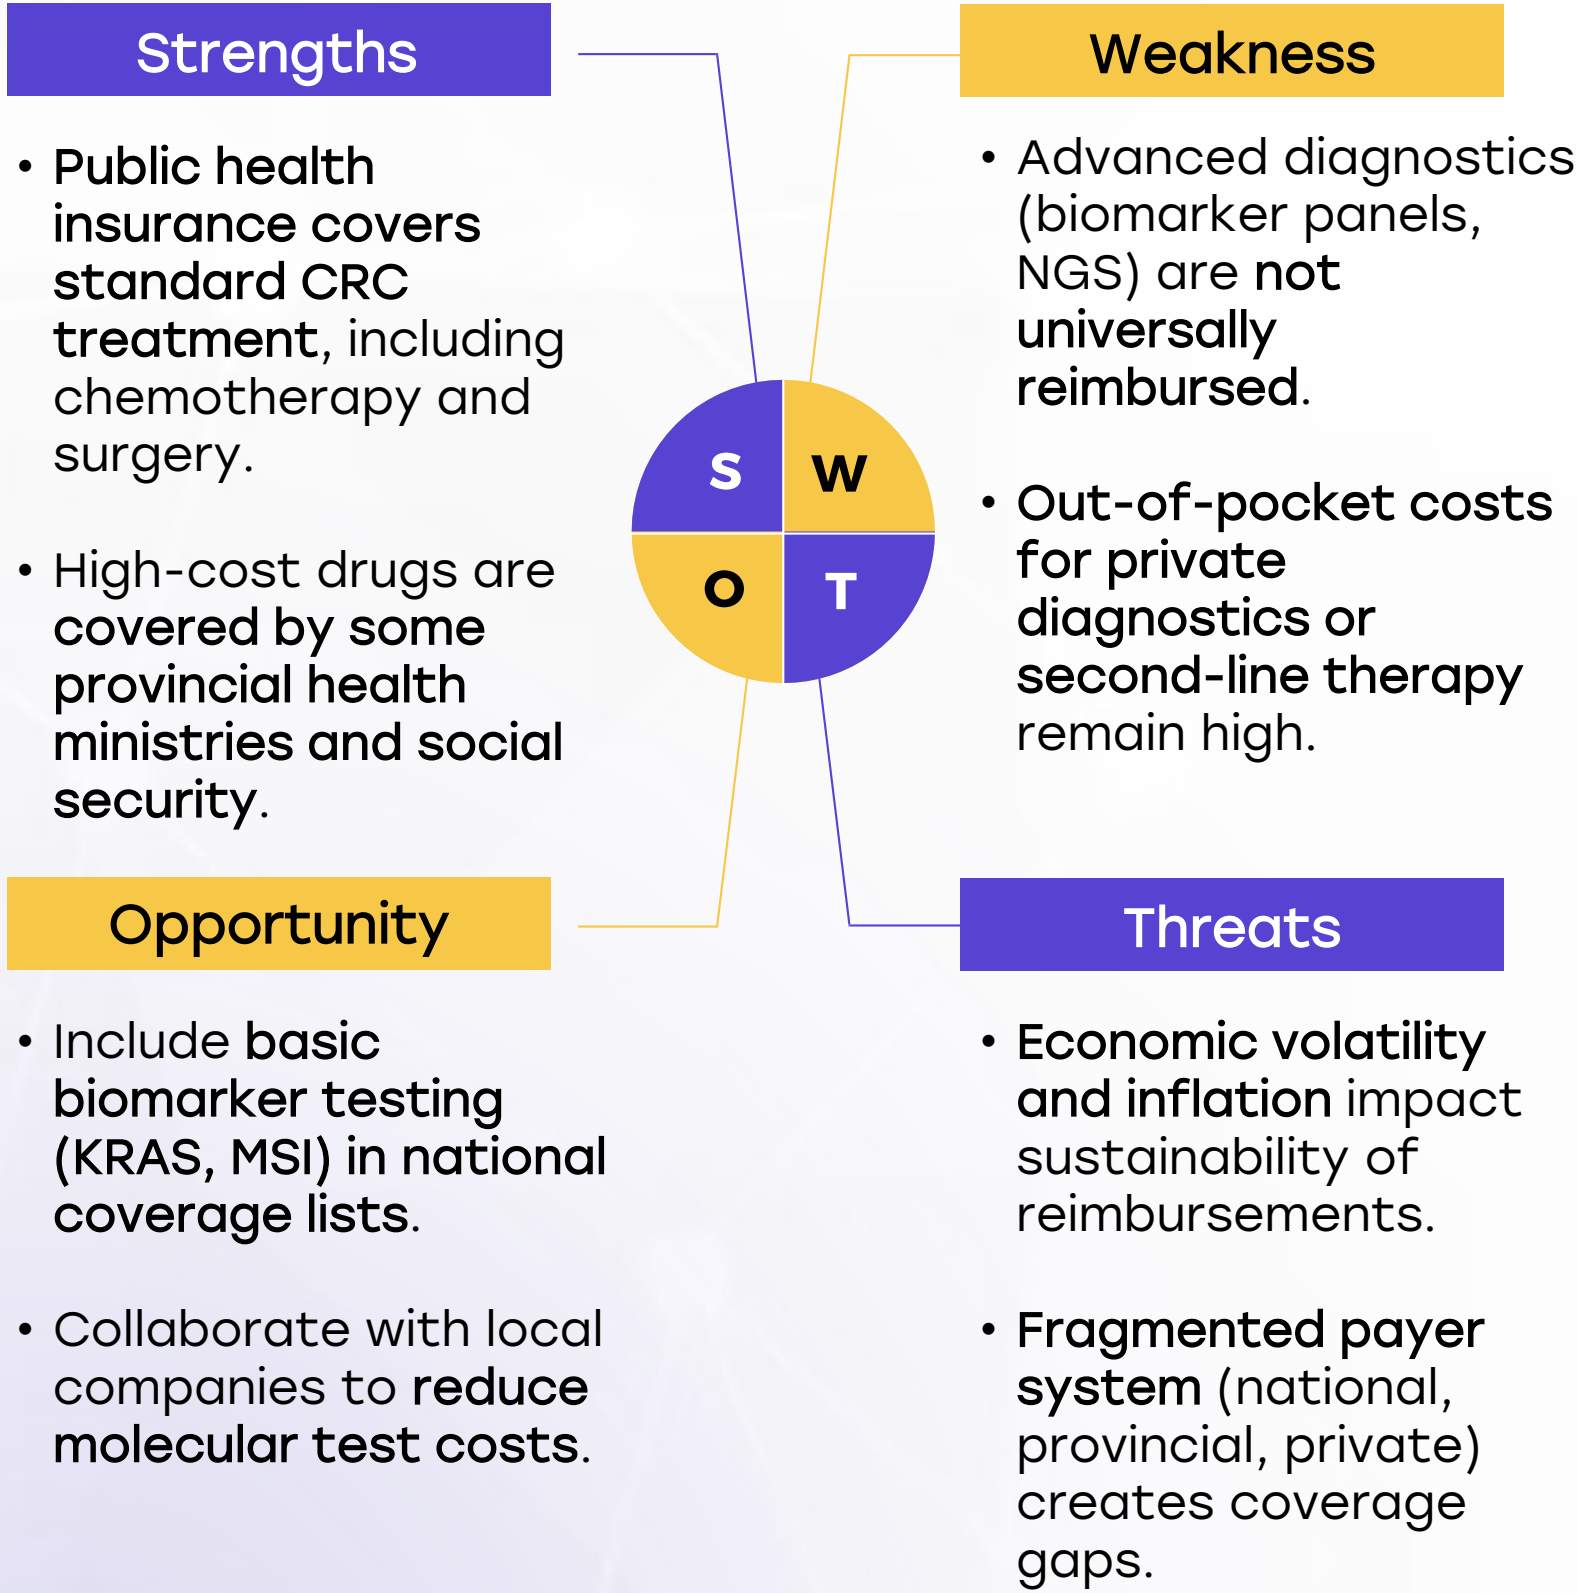 Strengths
• Public health
insurance covers
standard CRC
treatment, including
chemotherapy and
surgery.
• High-cost drugs are
covered by some
provincial health
ministries and social
security.
Weakness
• Advanced diagnostics
(biomarker panels,
NGS) are not
universally
reimbursed.
• Out-of-pocket costs
for private
diagnostics or
second-line therapy
remain high.
S
W
O
T
Opportunity
• Include basic
biomarker testing
(KRAS, MSI) in national
coverage lists.
• Collaborate with local
companies to reduce
molecular test costs.
Threats
• Economic volatility
and inflation impact
sustainability of
reimbursements.
• Fragmented payer
system (national,
provincial, private)
creates coverage
gaps.